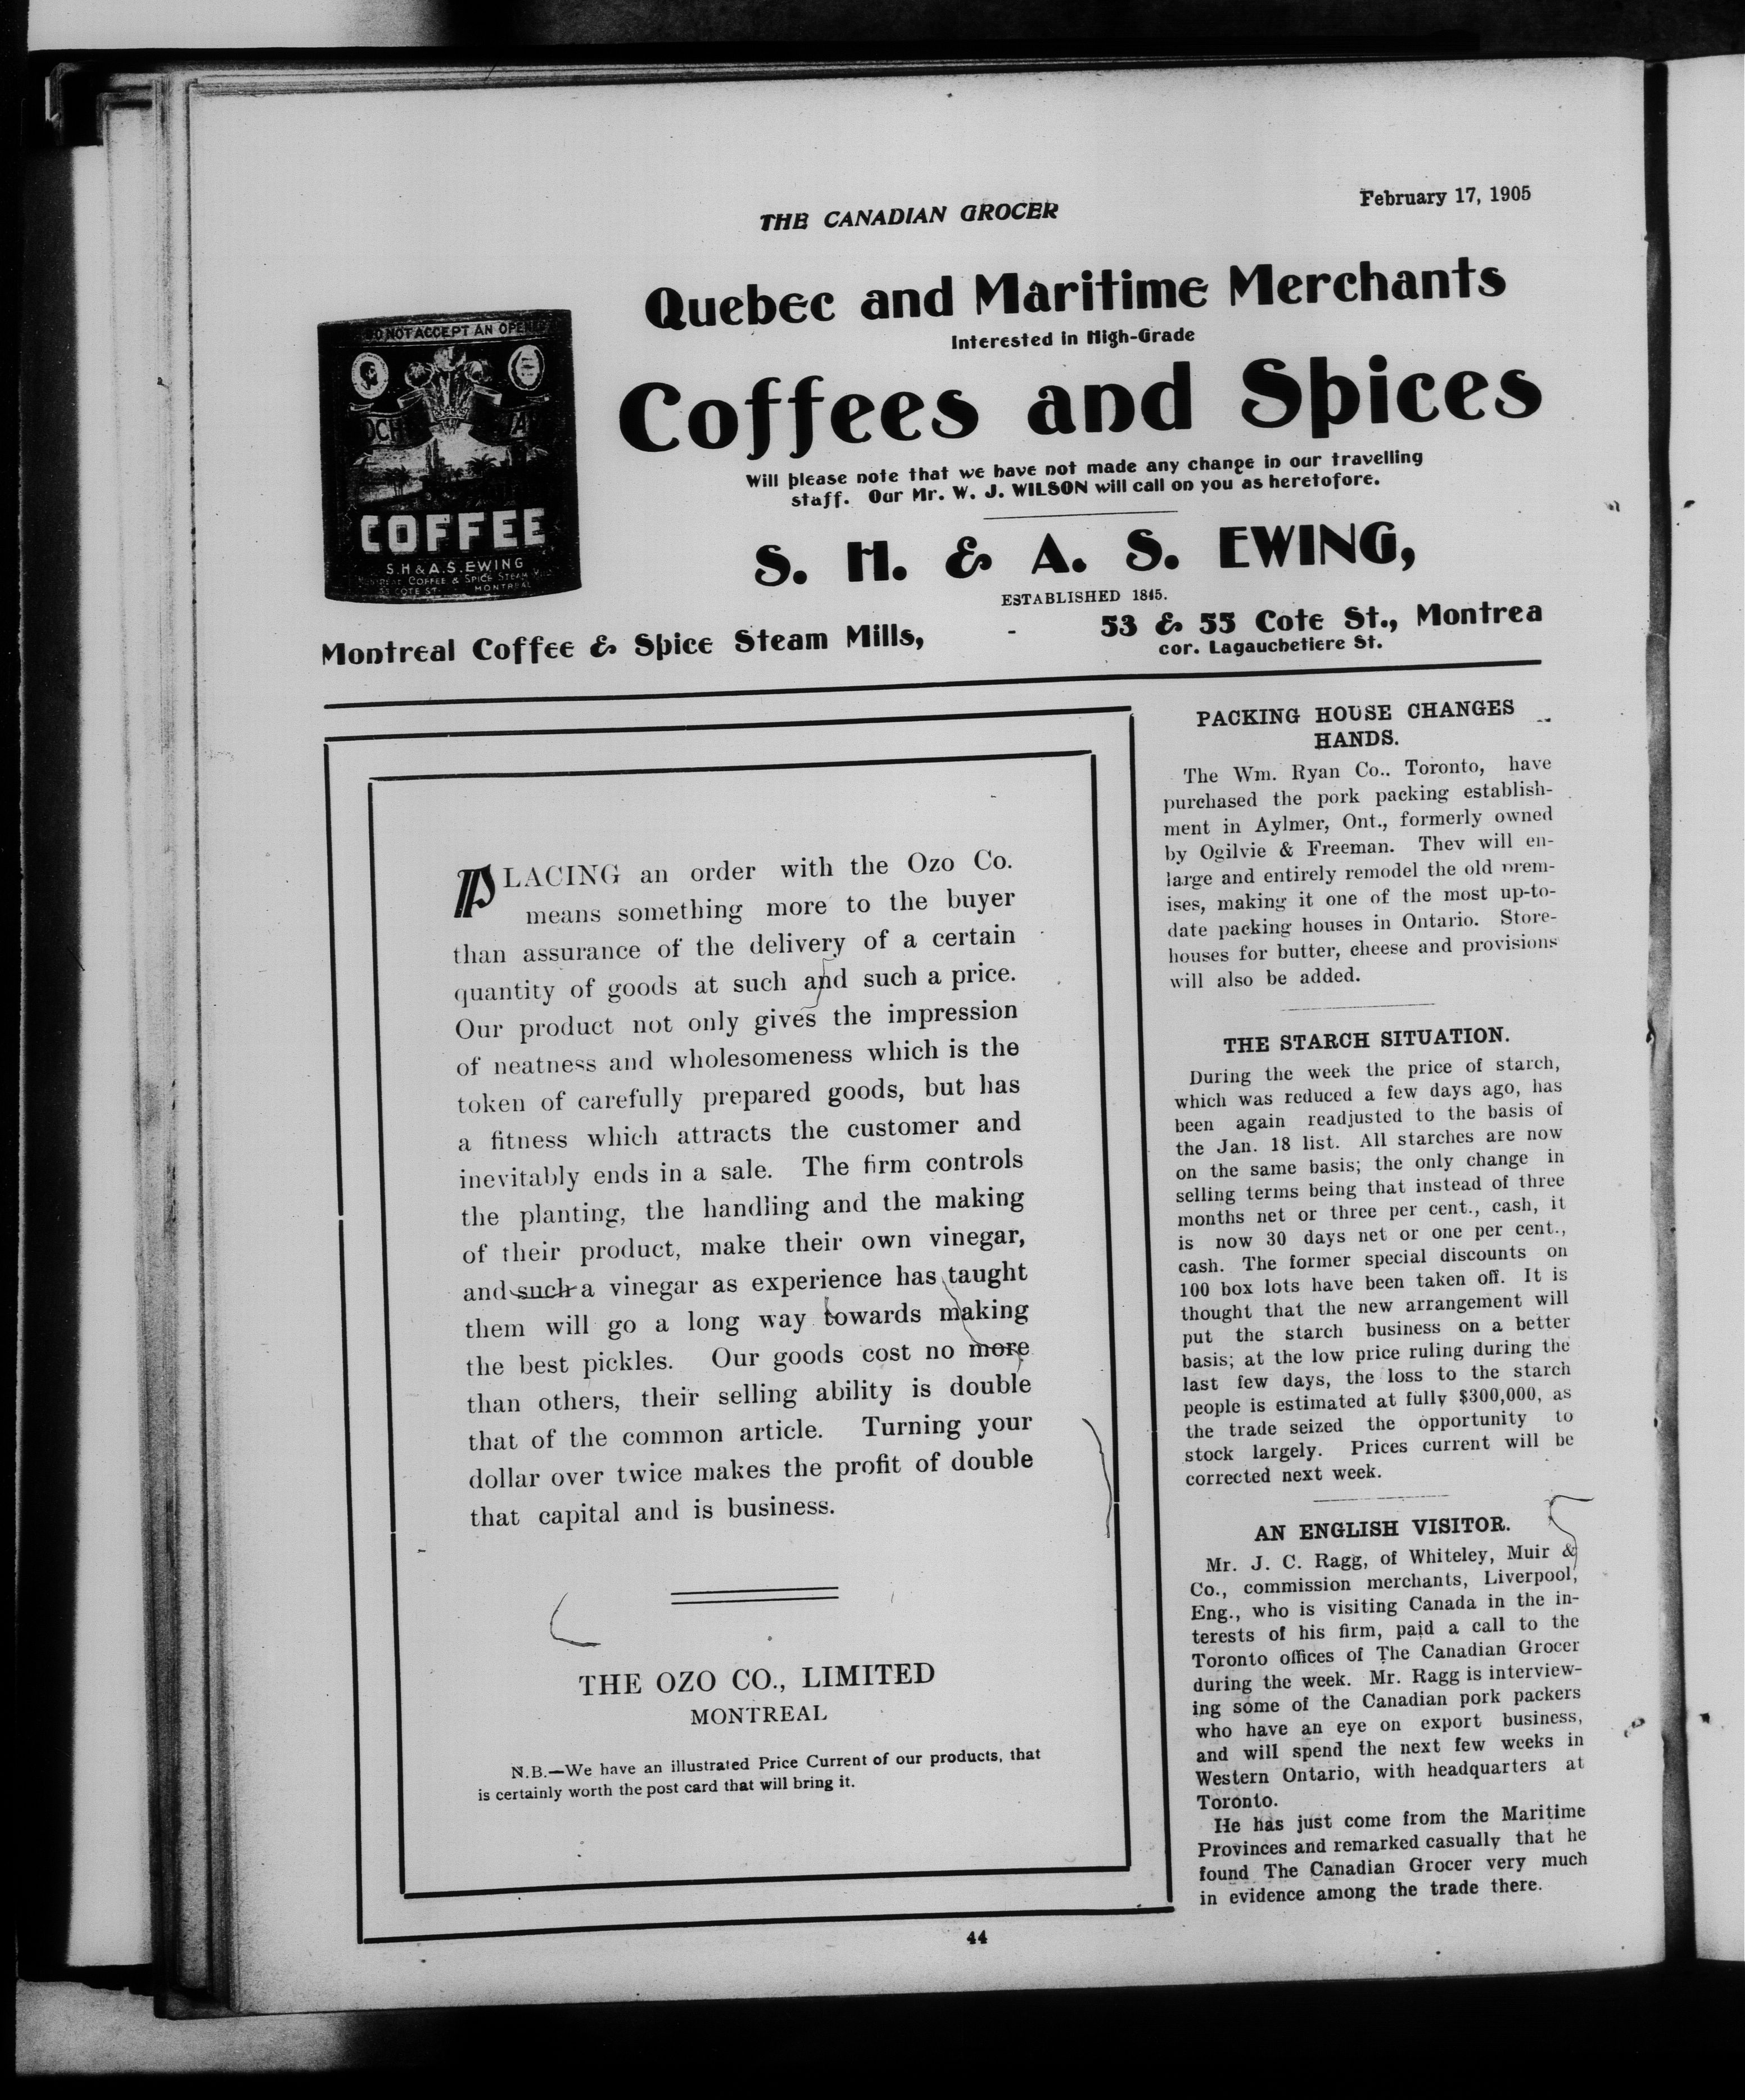 THE CANADIAN GROCER
February 17, 1905
DO NOT ACCEPT AN OPEN
COFFEE
S.H & A.S. EWING
MONTREAL COFFEE & SPICE STEAM
55 COTE ST. MONTREAL
Quebec and Maritime Merchants
Interested in High-Grade
Coffees and Spices
Will please note that we have not made any change in our travelling
staff. Our Mr. W. J. WILSON will call on you as heretofore.
S. H. & A. S. EWING,
ESTABLISHED 1845.
Montreal Coffee & Spice Steam Mills, - 53 & 55 Cote St., Montrea
cor. Lagauchetiere St.
PLACING an order with the Ozo Co.
means something more to the buyer
than assurance of the delivery of a certain
quantity of goods at such and such a price.
Our product not only gives the impression
of neatness and wholesomeness which is the
token of carefully prepared goods, but has
a fitness which attracts the customer and
inevitably ends in a sale. The firm controls
the planting, the handling and the making
of their product, make their own vinegar,
and such a vinegar as experience has taught
them will go a long way towards making
the best pickles. Our goods cost no more
than others, their selling ability is double
that of the common article. Turning your
dollar over twice makes the profit of double
that capital and is business.
THE OZO CO., LIMITED
MONTREAL
N.B.—We have an illustrated Price Current of our products, that
is certainly worth the post card that will bring it.
PACKING HOUSE CHANGES
HANDS.
The Wm. Ryan Co.. Toronto, have
purchased the pork packing establish-
ment in Aylmer, Ont., formerly owned
by Ogilvie & Freeman. They will en-
large and entirely remodel the old prem-
ises, making it one of the most up-to-
date packing houses in Ontario. Store-
houses for butter, cheese and provisions
will also be added.
THE STARCH SITUATION.
During the week the price of starch,
which was reduced a few days ago, has
been again readjusted to the basis of
the Jan. 18 list. All starches are now
on the same basis; the only change in
selling terms being that instead of three
months net or three per cent., cash, it
is now 30 days net or one per cent.,
cash. The former special discounts on
100 box lots have been taken off. It is
thought that the new arrangement will
put the starch business on a better
basis; at the low price ruling during the
last few days, the loss to the starch
people is estimated at fully $300,000, as
the trade seized the opportunity to
stock largely. Prices current will be
corrected next week.
AN ENGLISH VISITOR.
Mr. J. C. Ragg, of Whiteley, Muir &
Co., commission merchants, Liverpool,
Eng., who is visiting Canada in the in-
terests of his firm, paid a call to the
Toronto offices of The Canadian Grocer
during the week. Mr. Ragg is interview-
ing some of the Canadian pork packers
who have an eye on export business,
and will spend the next few weeks in
Western Ontario, with headquarters at
Toronto.
He has just come from the Maritime
Provinces and remarked casually that he
found The Canadian Grocer very much
in evidence among the trade there.
44